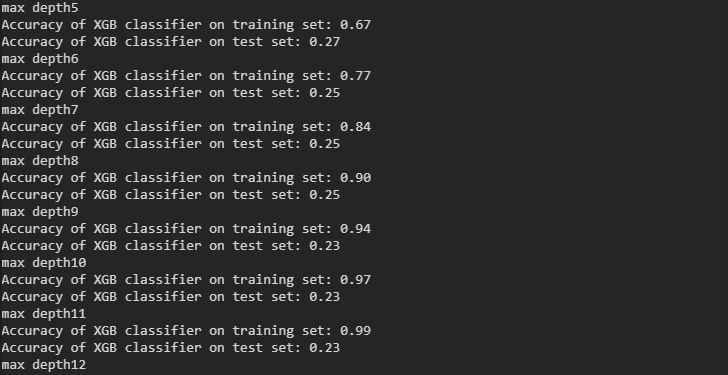 max depth5
Accuracy of XGB classifier on training set: 0.67
Accuracy of XGB classifier on test set: 0.27
max depth6
Accuracy of XGB classifier on training set: 0.77
Accuracy of XGB classifier on test set: 0.25
max depth7
Accuracy of XGB classifier on training set: 0.84
Accuracy of XGB classifier on test set: 0.25
max depth8
Accuracy of XGB classifier on training set: 0.90
Accuracy of XGB classifier on test set: 0.25
max depth9
Accuracy of XGB classifier on training set: 0.94
Accuracy of XGB classifier on test set: 0.23
max depth10
Accuracy of XGB classifier on training set: 0.97
Accuracy of XGB classifier on test set: 0.23
max depth11
Accuracy of XGB classifier on training set: 0.99
Accuracy of XGB classifier on test set: 0.23
max depth12